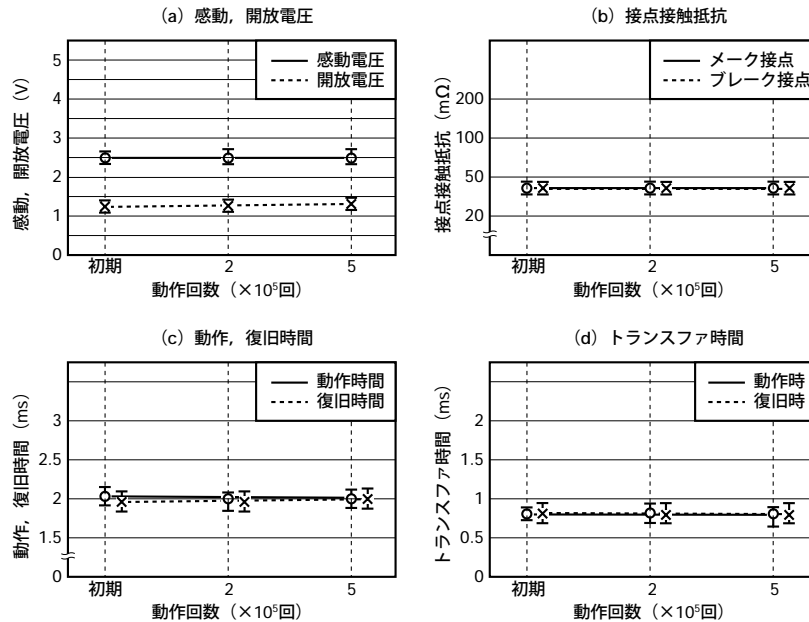 (a) 感動，開放電圧
感動，開放電圧（V）
5
4
3
2
1
0
感動電圧
開放電圧
初期
2
5
動作回数（×10⁵回）
(b) 接点接触抵抗
接点接触抵抗（mΩ）
200
100
50
20
0
メーク接点
ブレーク接点
初期
2
5
動作回数（×10⁵回）
(c) 動作，復旧時間
動作，復旧時間（ms）
3
2.5
2
1.5
0
動作時間
復旧時間
初期
2
5
動作回数（×10⁵回）
(d) トランスファ時間
トランスファ時間（ms）
2
1
0.5
0
動作時
復旧時
初期
2
5
動作回数（×10⁵回）